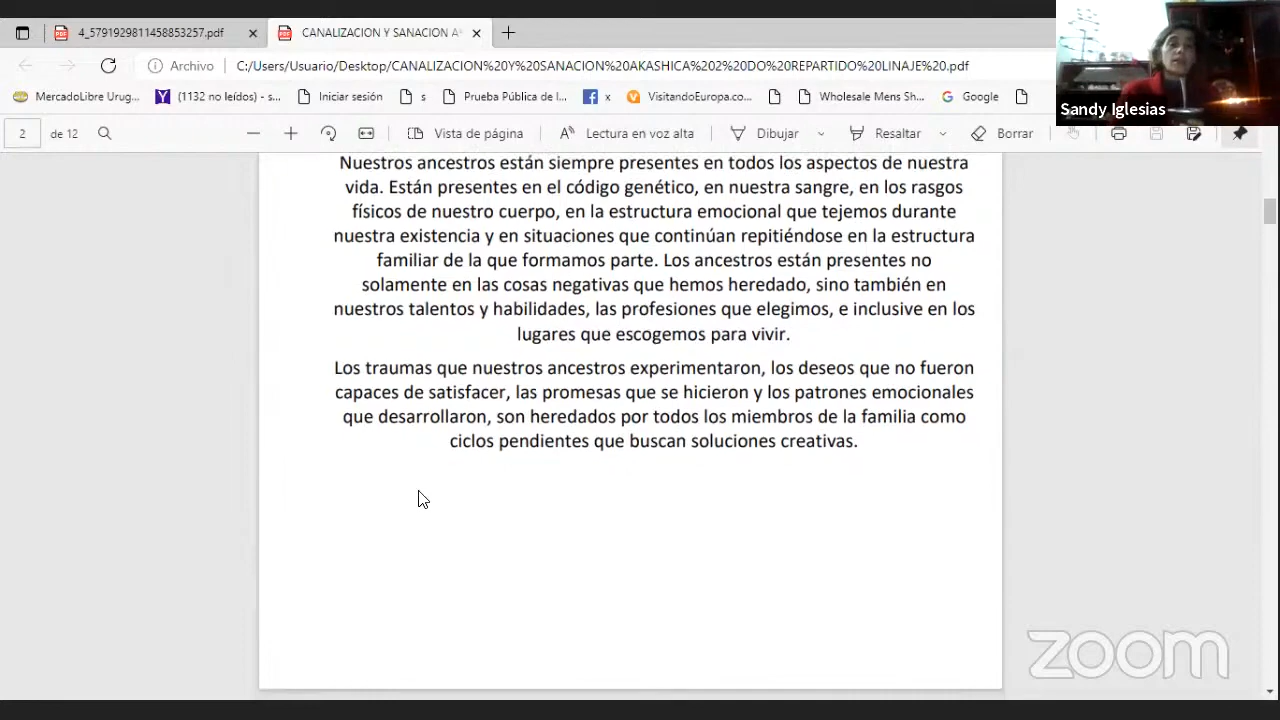 4_5791929811458853257.pdf
CANALIZACION Y SANACION A
Archivo
C:/Users/Usuario/Desktop/CANALIZACION%20Y%20SANACION%20AKASHICA%202%20DO%20REPARTIDO%20LINAJE%20.pdf
MercadoLibre Urug...
(1132 no leídos) - s...
Iniciar sesión
s
Prueba Pública de l...
x
VisitandoEuropa.co...
Wholesale Mens Sh...
Google
Sandy Iglesias
2 de 12
Vista de página
Lectura en voz alta
Dibujar
Resaltar
Borrar
Nuestros ancestros están siempre presentes en todos los aspectos de nuestra
vida. Están presentes en el código genético, en nuestra sangre, en los rasgos
físicos de nuestro cuerpo, en la estructura emocional que tejemos durante
nuestra existencia y en situaciones que continúan repitiéndose en la estructura
familiar de la que formamos parte. Los ancestros están presentes no
solamente en las cosas negativas que hemos heredado, sino también en
nuestros talentos y habilidades, las profesiones que elegimos, e inclusive en los
lugares que escogemos para vivir.
Los traumas que nuestros ancestros experimentaron, los deseos que no fueron
capaces de satisfacer, las promesas que se hicieron y los patrones emocionales
que desarrollaron, son heredados por todos los miembros de la familia como
ciclos pendientes que buscan soluciones creativas.
zoom